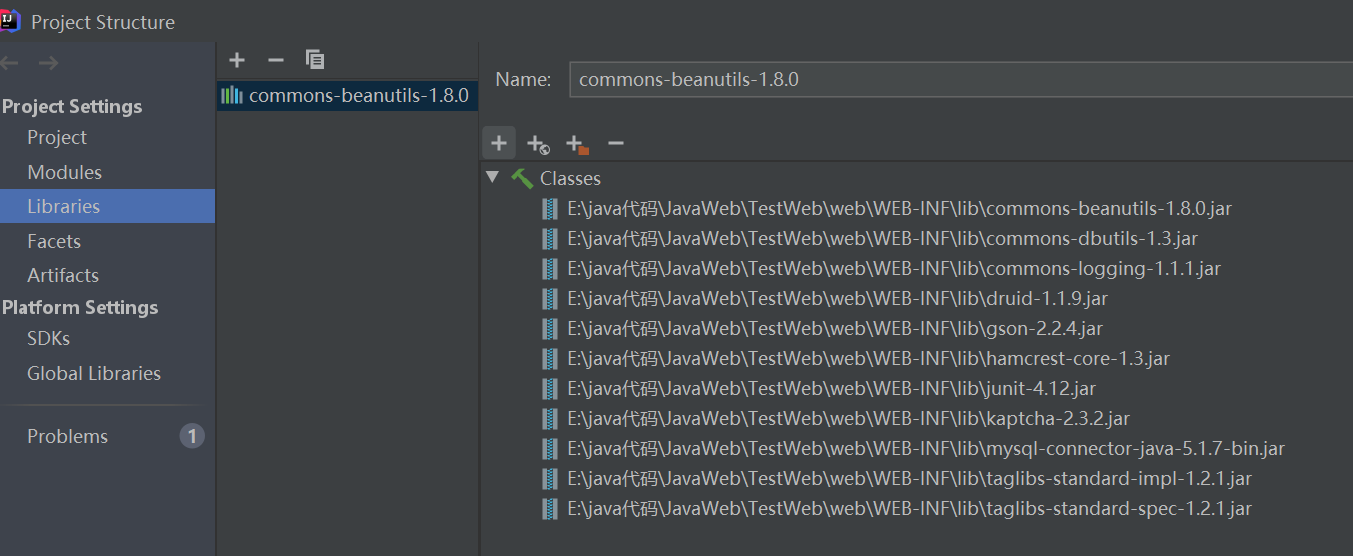 Project Structure
Project Settings
Project
Modules
Libraries
Facets
Artifacts
Platform Settings
SDKs
Global Libraries
Problems 1
commons-beanutils-1.8.0
Name: commons-beanutils-1.8.0
Classes
E:\java代码\JavaWeb\TestWeb\web\WEB-INF\lib\commons-beanutils-1.8.0.jar
E:\java代码\JavaWeb\TestWeb\web\WEB-INF\lib\commons-dbutils-1.3.jar
E:\java代码\JavaWeb\TestWeb\web\WEB-INF\lib\commons-logging-1.1.1.jar
E:\java代码\JavaWeb\TestWeb\web\WEB-INF\lib\druid-1.1.9.jar
E:\java代码\JavaWeb\TestWeb\web\WEB-INF\lib\gson-2.2.4.jar
E:\java代码\JavaWeb\TestWeb\web\WEB-INF\lib\hamcrest-core-1.3.jar
E:\java代码\JavaWeb\TestWeb\web\WEB-INF\lib\junit-4.12.jar
E:\java代码\JavaWeb\TestWeb\web\WEB-INF\lib\kaptcha-2.3.2.jar
E:\java代码\JavaWeb\TestWeb\web\WEB-INF\lib\mysql-connector-java-5.1.7-bin.jar
E:\java代码\JavaWeb\TestWeb\web\WEB-INF\lib\taglibs-standard-impl-1.2.1.jar
E:\java代码\JavaWeb\TestWeb\web\WEB-INF\lib\taglibs-standard-spec-1.2.1.jar